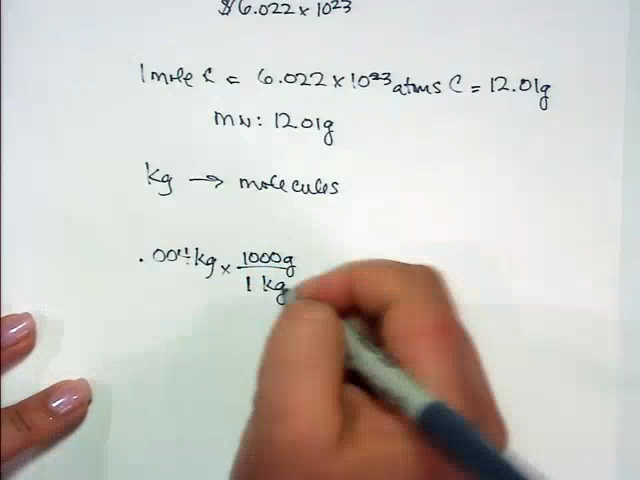 $6.022 x 10²³
1 mole C = 6.022 x 10²³ atoms C = 12.01g
MW: 12.01g
Kg → molecules
.004 kg x 1000g
1 kg